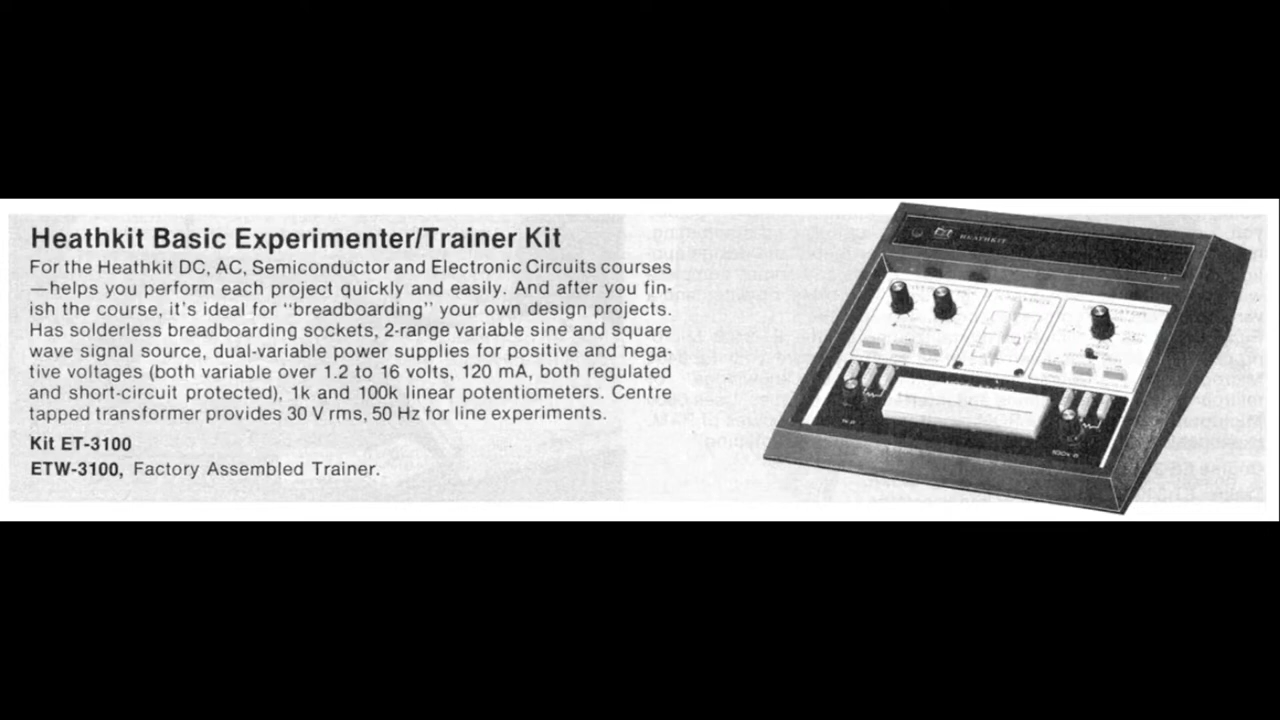 Heathkit Basic Experimenter/Trainer Kit
For the Heathkit DC, AC, Semiconductor and Electronic Circuits courses
—helps you perform each project quickly and easily. And after you fin-
ish the course, it's ideal for "breadboarding" your own design projects.
Has solderless breadboarding sockets, 2-range variable sine and square
wave signal source, dual-variable power supplies for positive and nega-
tive voltages (both variable over 1.2 to 16 volts, 120 mA, both regulated
and short-circuit protected), 1k and 100k linear potentiometers. Centre
tapped transformer provides 30 V rms, 50 Hz for line experiments.
Kit ET-3100
ETW-3100, Factory Assembled Trainer.
HEATHKIT